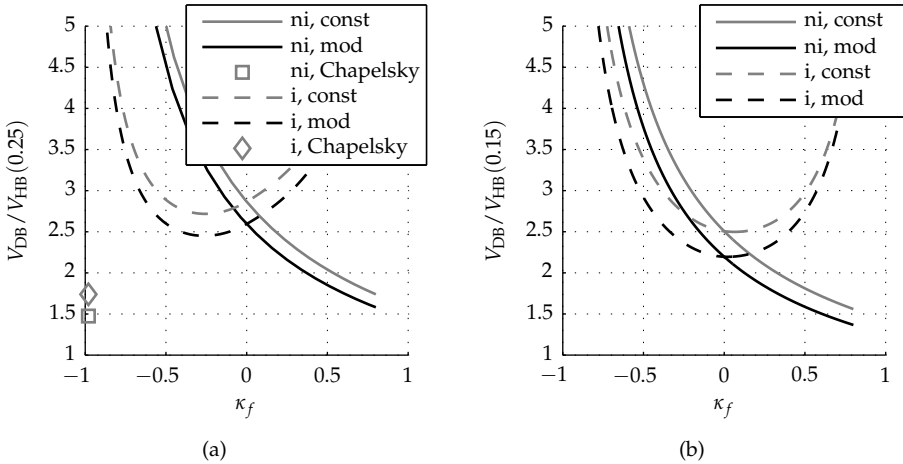 5
4.5
4
3.5
3
2.5
2
1.5
1
V_DB/V_HB(0.25)
−1
−0.5
0
0.5
1
κ_f
ni, const
ni, mod
ni, Chapelsky
i, const
i, mod
i, Chapelsky
(a)
5
4.5
4
3.5
3
2.5
2
1.5
1
V_DB/V_HB(0.15)
−1
−0.5
0
0.5
1
κ_f
ni, const
ni, mod
i, const
i, mod
(b)